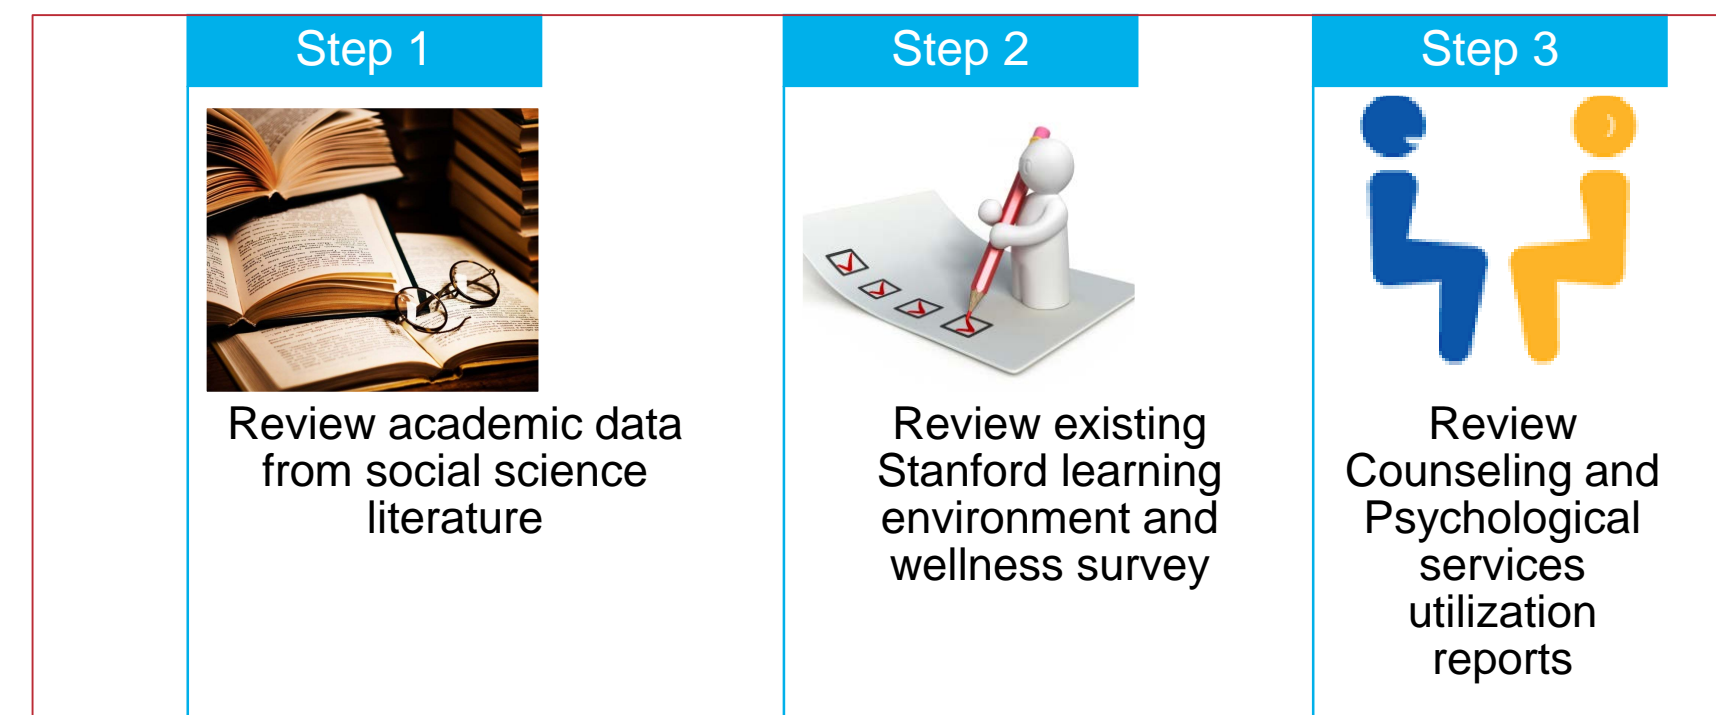 Step 1
Review academic data
from social science
literature
Step 2
Review existing
Stanford learning
environment and
wellness survey
Step 3
Review
Counseling and
Psychological
services
utilization
reports